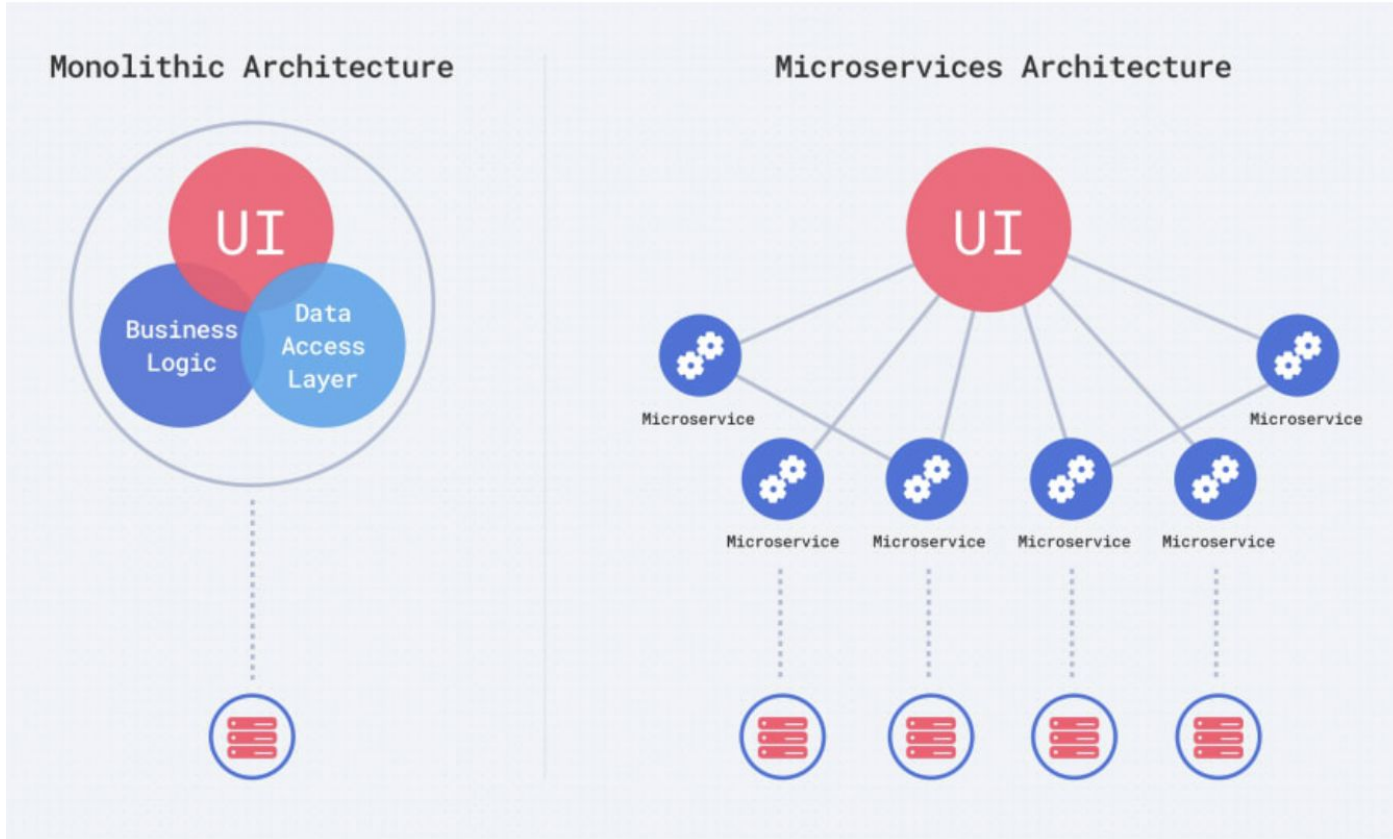 Monolithic Architecture
UI
Business
Logic
Data
Access
Layer
Microservices Architecture
UI
Microservice
Microservice
Microservice
Microservice
Microservice
Microservice